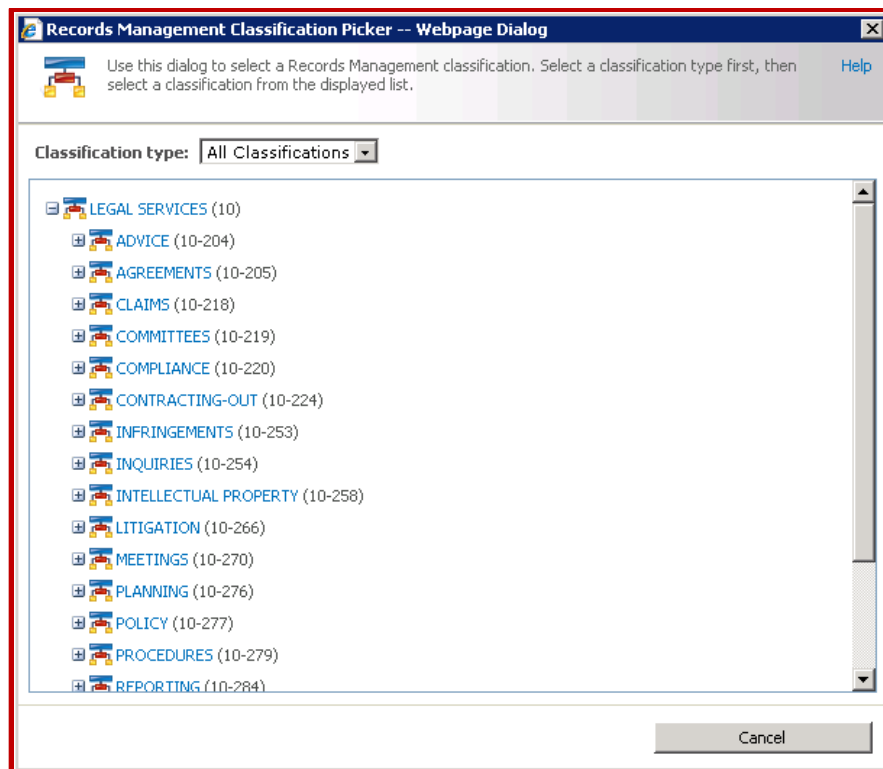 Records Management Classification Picker -- Webpage Dialog
Use this dialog to select a Records Management classification. Select a classification type first, then
select a classification from the displayed list.
Help
Classification type: All Classifications
LEGAL SERVICES (10)
ADVICE (10-204)
AGREEMENTS (10-205)
CLAIMS (10-218)
COMMITTEES (10-219)
COMPLIANCE (10-220)
CONTRACTING-OUT (10-224)
INFRINGEMENTS (10-253)
INQUIRIES (10-254)
INTELLECTUAL PROPERTY (10-258)
LITIGATION (10-266)
MEETINGS (10-270)
PLANNING (10-276)
POLICY (10-277)
PROCEDURES (10-279)
REPORTING (10-284)
Cancel